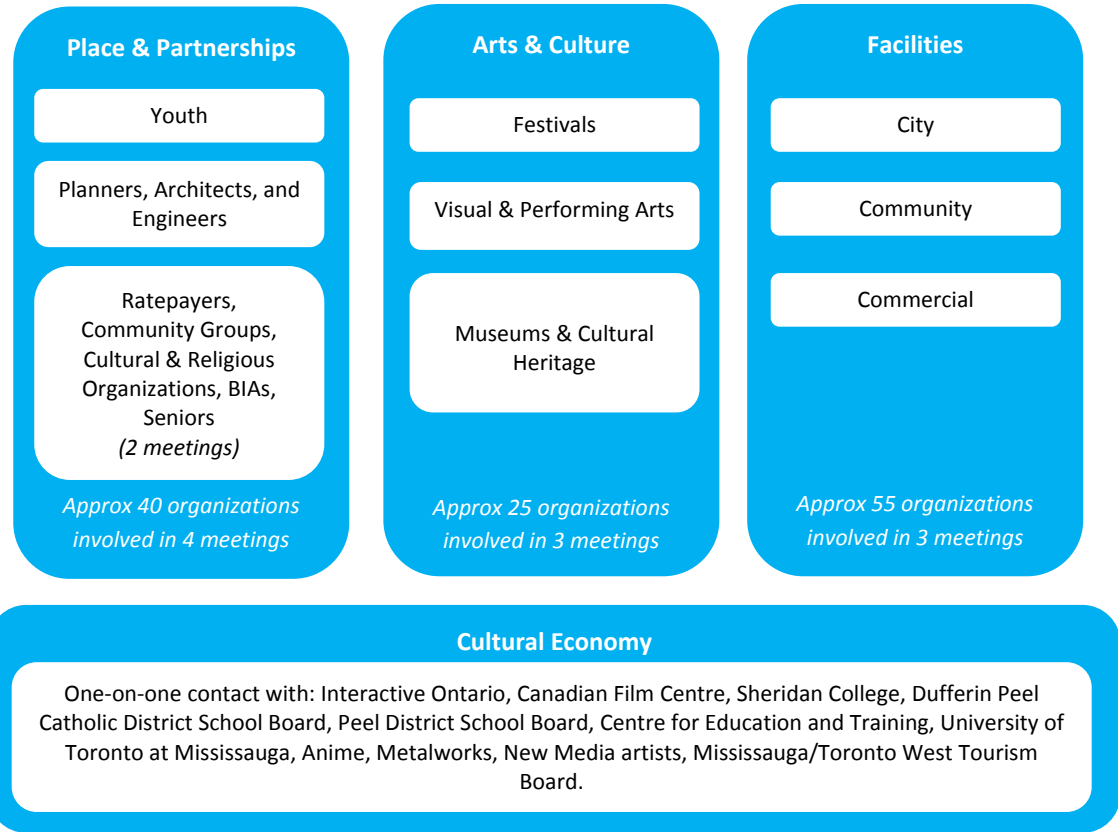 Place & Partnerships
Youth
Planners, Architects, and
Engineers
Ratepayers,
Community Groups,
Cultural & Religious
Organizations, BIAs,
Seniors
(2 meetings)
Approx 40 organizations
involved in 4 meetings
Arts & Culture
Festivals
Visual & Performing Arts
Museums & Cultural
Heritage
Approx 25 organizations
involved in 3 meetings
Facilities
City
Community
Commercial
Approx 55 organizations
involved in 3 meetings
Cultural Economy
One-on-one contact with: Interactive Ontario, Canadian Film Centre, Sheridan College, Dufferin Peel
Catholic District School Board, Peel District School Board, Centre for Education and Training, University of
Toronto at Mississauga, Anime, Metalworks, New Media artists, Mississauga/Toronto West Tourism
Board.